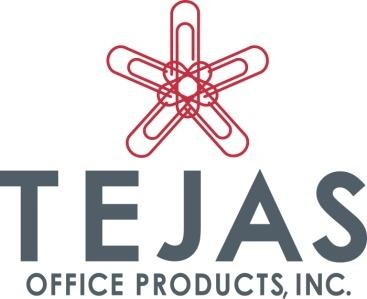 TEJAS
OFFICE PRODUCTS, INC.